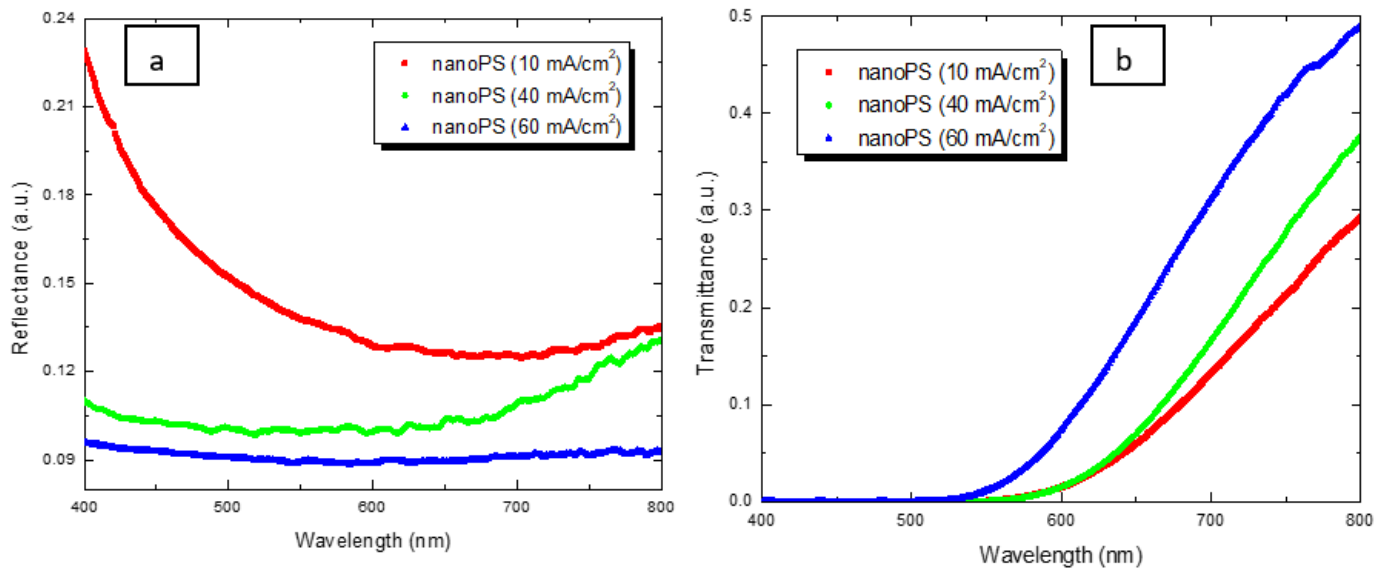 a
nanoPS (10 mA/cm²)
nanoPS (40 mA/cm²)
nanoPS (60 mA/cm²)
0.24
0.21
0.18
0.15
0.12
0.09
Reflectance (a.u.)
400
500
600
700
800
Wavelength (nm)
b
nanoPS (10 mA/cm²)
nanoPS (40 mA/cm²)
nanoPS (60 mA/cm²)
0.5
0.4
0.3
0.2
0.1
0.0
Transmittance (a.u.)
400
500
600
700
800
Wavelength (nm)